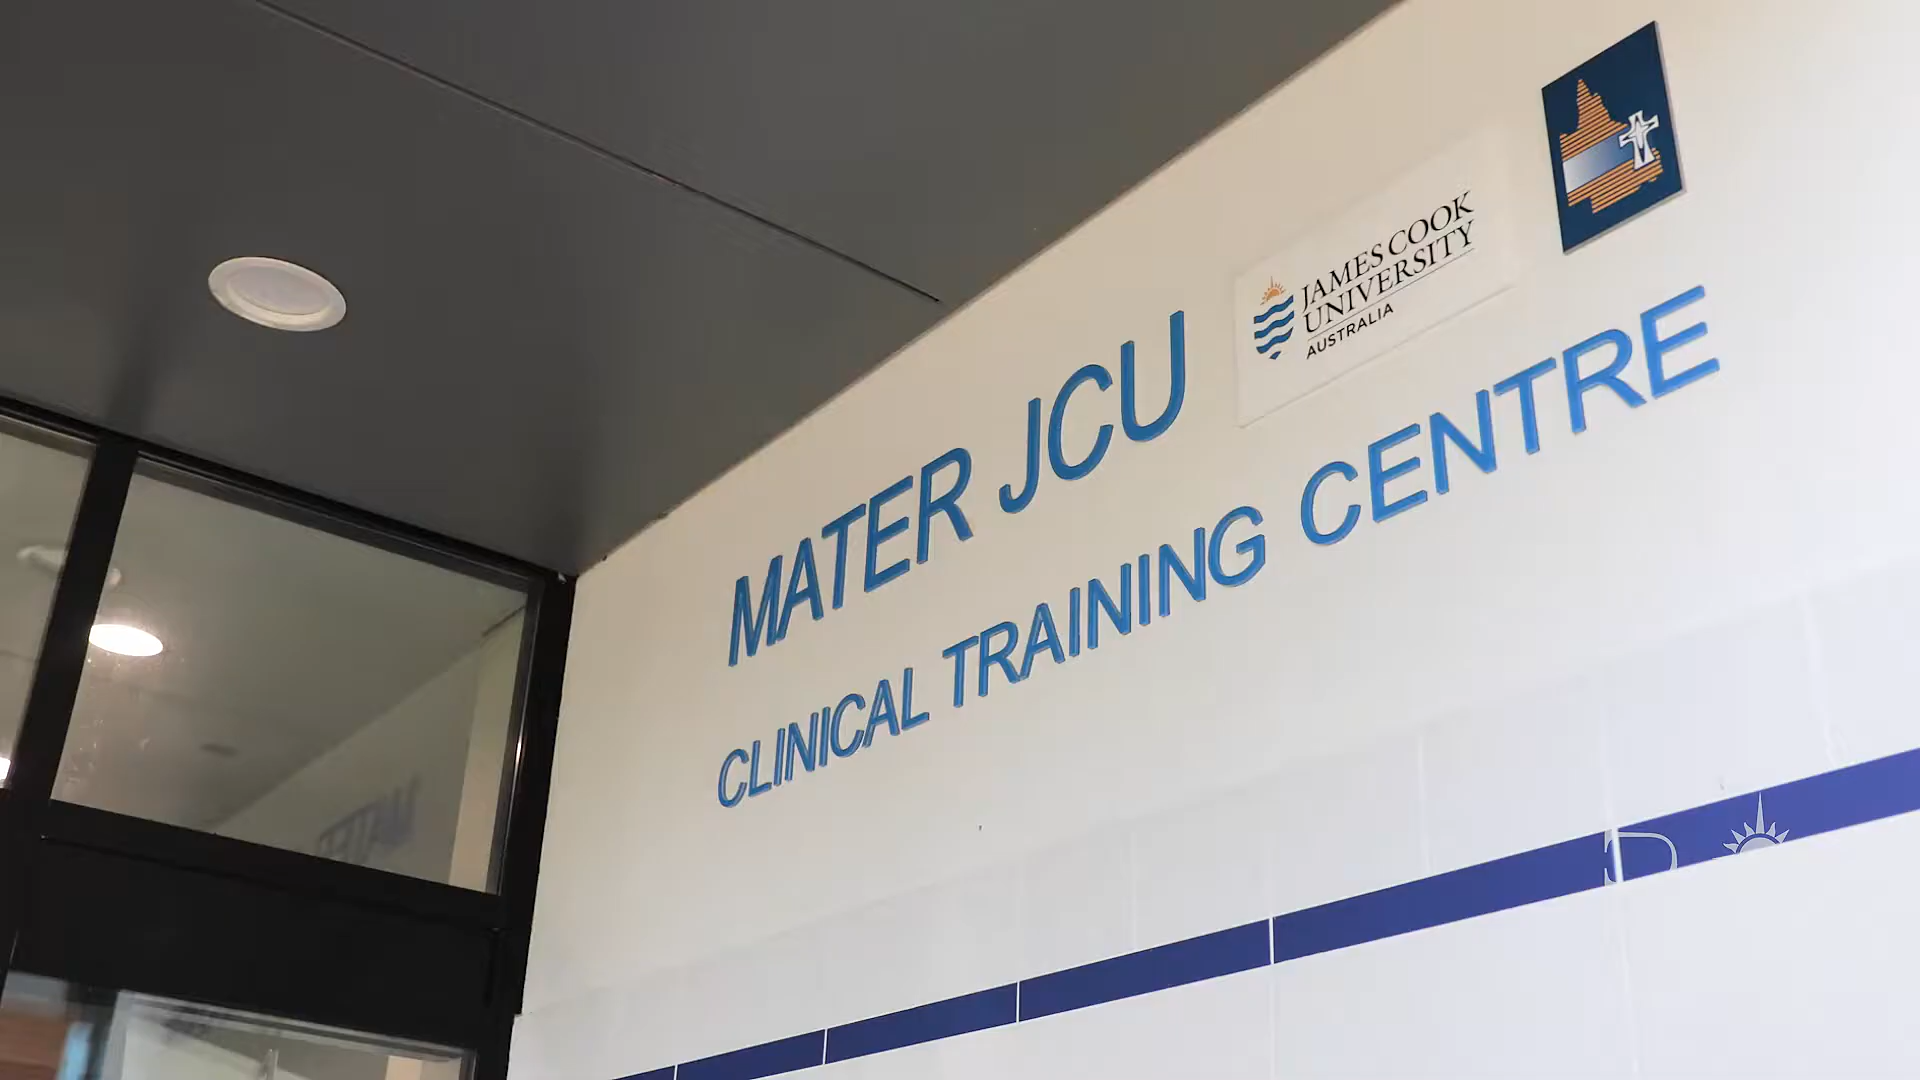 MATER JCU
JAMES COOK
UNIVERSITY
AUSTRALIA
CLINICAL TRAINING CENTRE